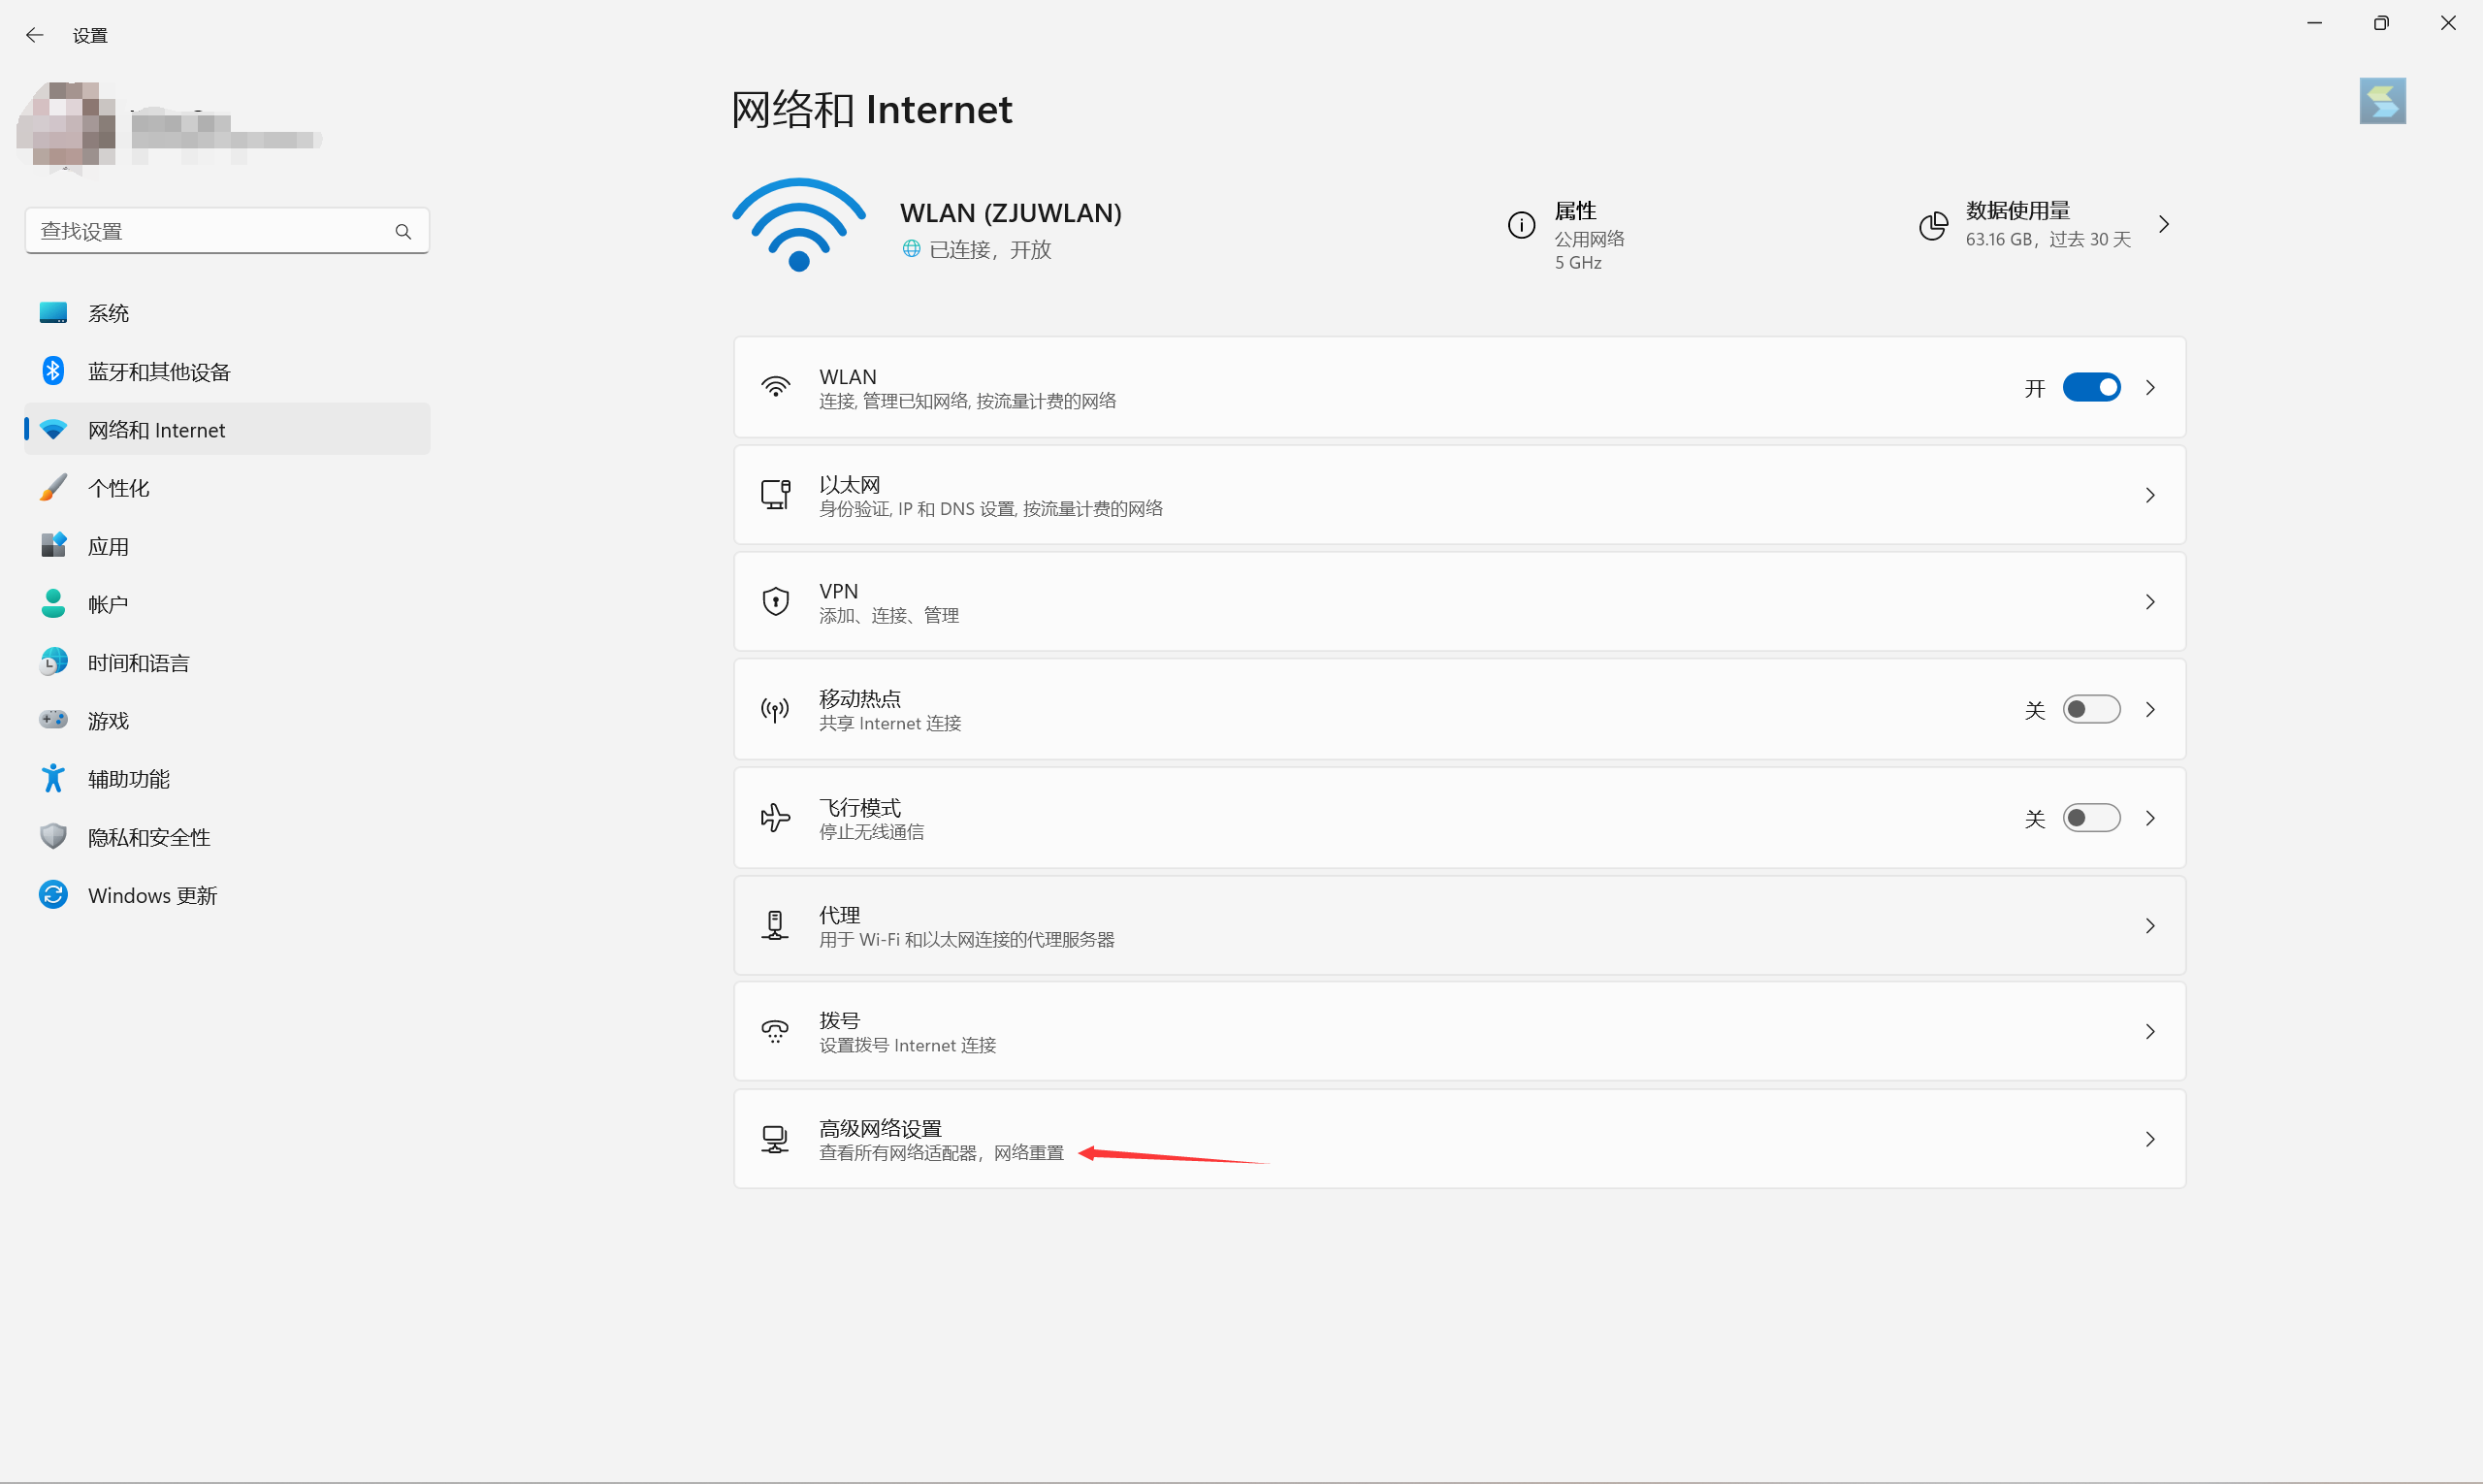 设置
网络和 Internet
查找设置
WLAN (ZJUWLAN)
已连接，开放
属性
公用网络
5 GHz
数据使用量
63.16 GB，过去 30 天
系统
蓝牙和其他设备
网络和 Internet
个性化
应用
帐户
时间和语言
游戏
辅助功能
隐私和安全性
Windows 更新
WLAN
连接, 管理已知网络, 按流量计费的网络
开
以太网
身份验证, IP 和 DNS 设置, 按流量计费的网络
VPN
添加、连接、管理
移动热点
共享 Internet 连接
关
飞行模式
停止无线通信
关
代理
用于 Wi-Fi 和以太网连接的代理服务器
拨号
设置拨号 Internet 连接
高级网络设置
查看所有网络适配器，网络重置